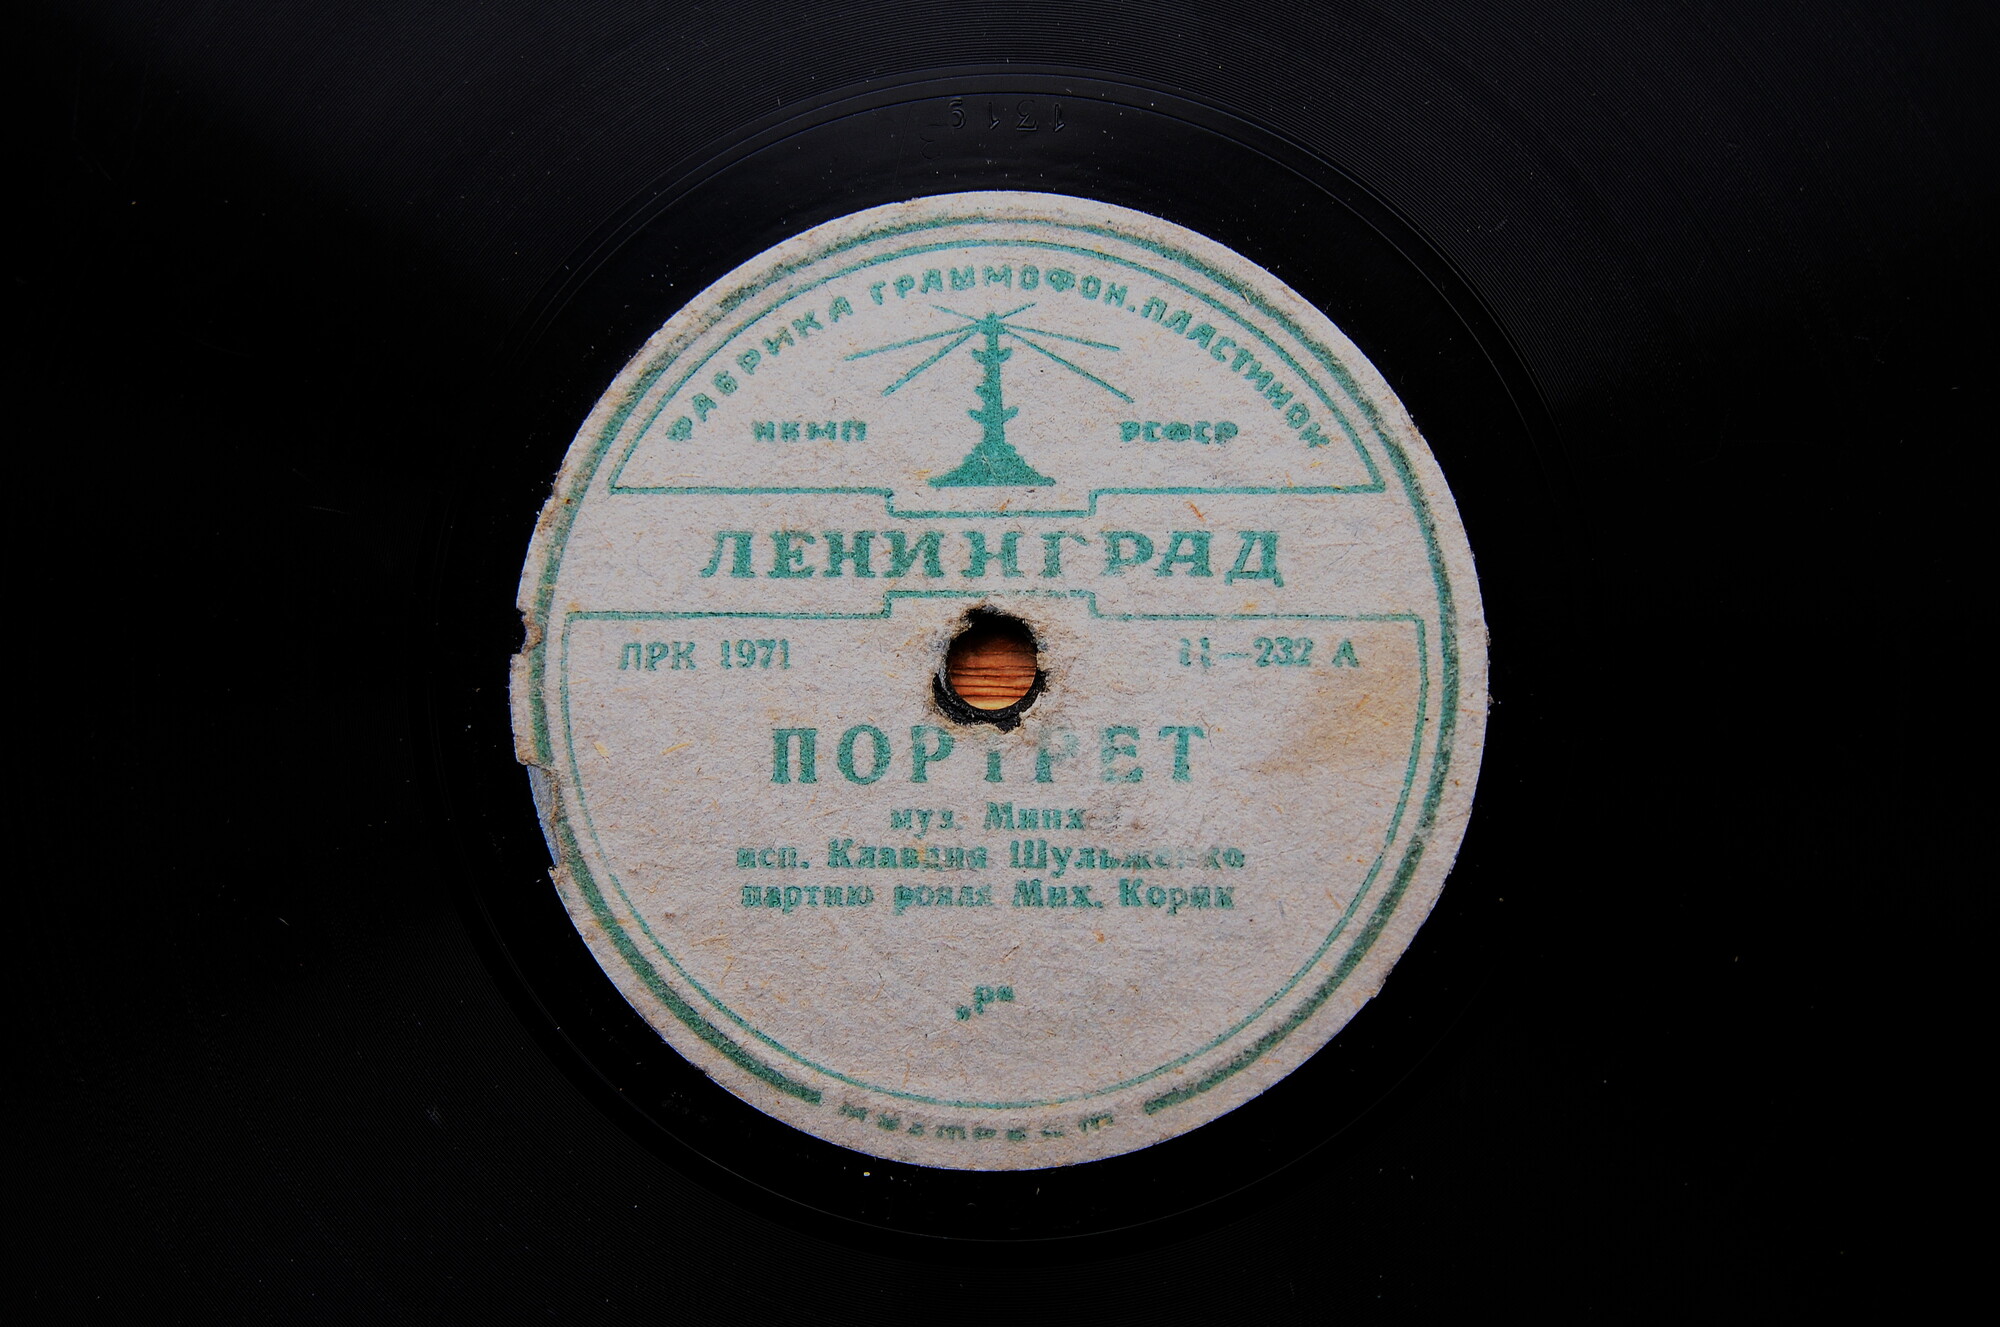 ФАБРИКА ГРАММОФОН. ПЛАСТИНОК
НКМП РСФСР
ЛЕНИНГРАД
ЛРК 1971 11—232 А
ПОРТРЕТ
муз. Минх
исп. Клавдия Шульженко
партию рояля Мих. Корик
„р“